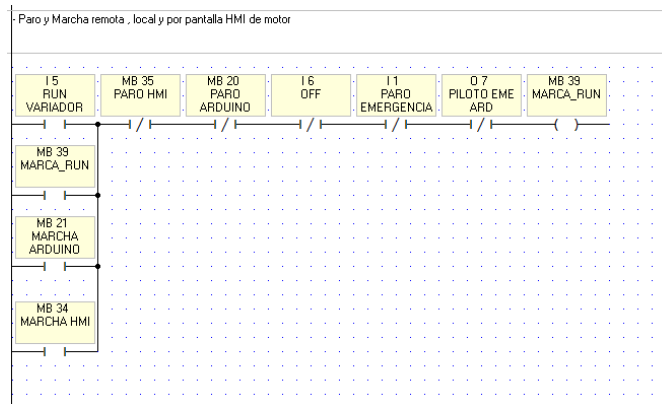 - Paro y Marcha remota , local y por pantalla HMI de motor
I 5
RUN
VARIADOR
MB 35
PARO HMI
MB 20
PARO
ARDUINO
I 6
OFF
I 1
PARO
EMERGENCIA
O 7
PILOTO EME
ARD
MB 39
MARCA_RUN
MB 39
MARCA_RUN
MB 21
MARCHA
ARDUINO
MB 34
MARCHA HMI